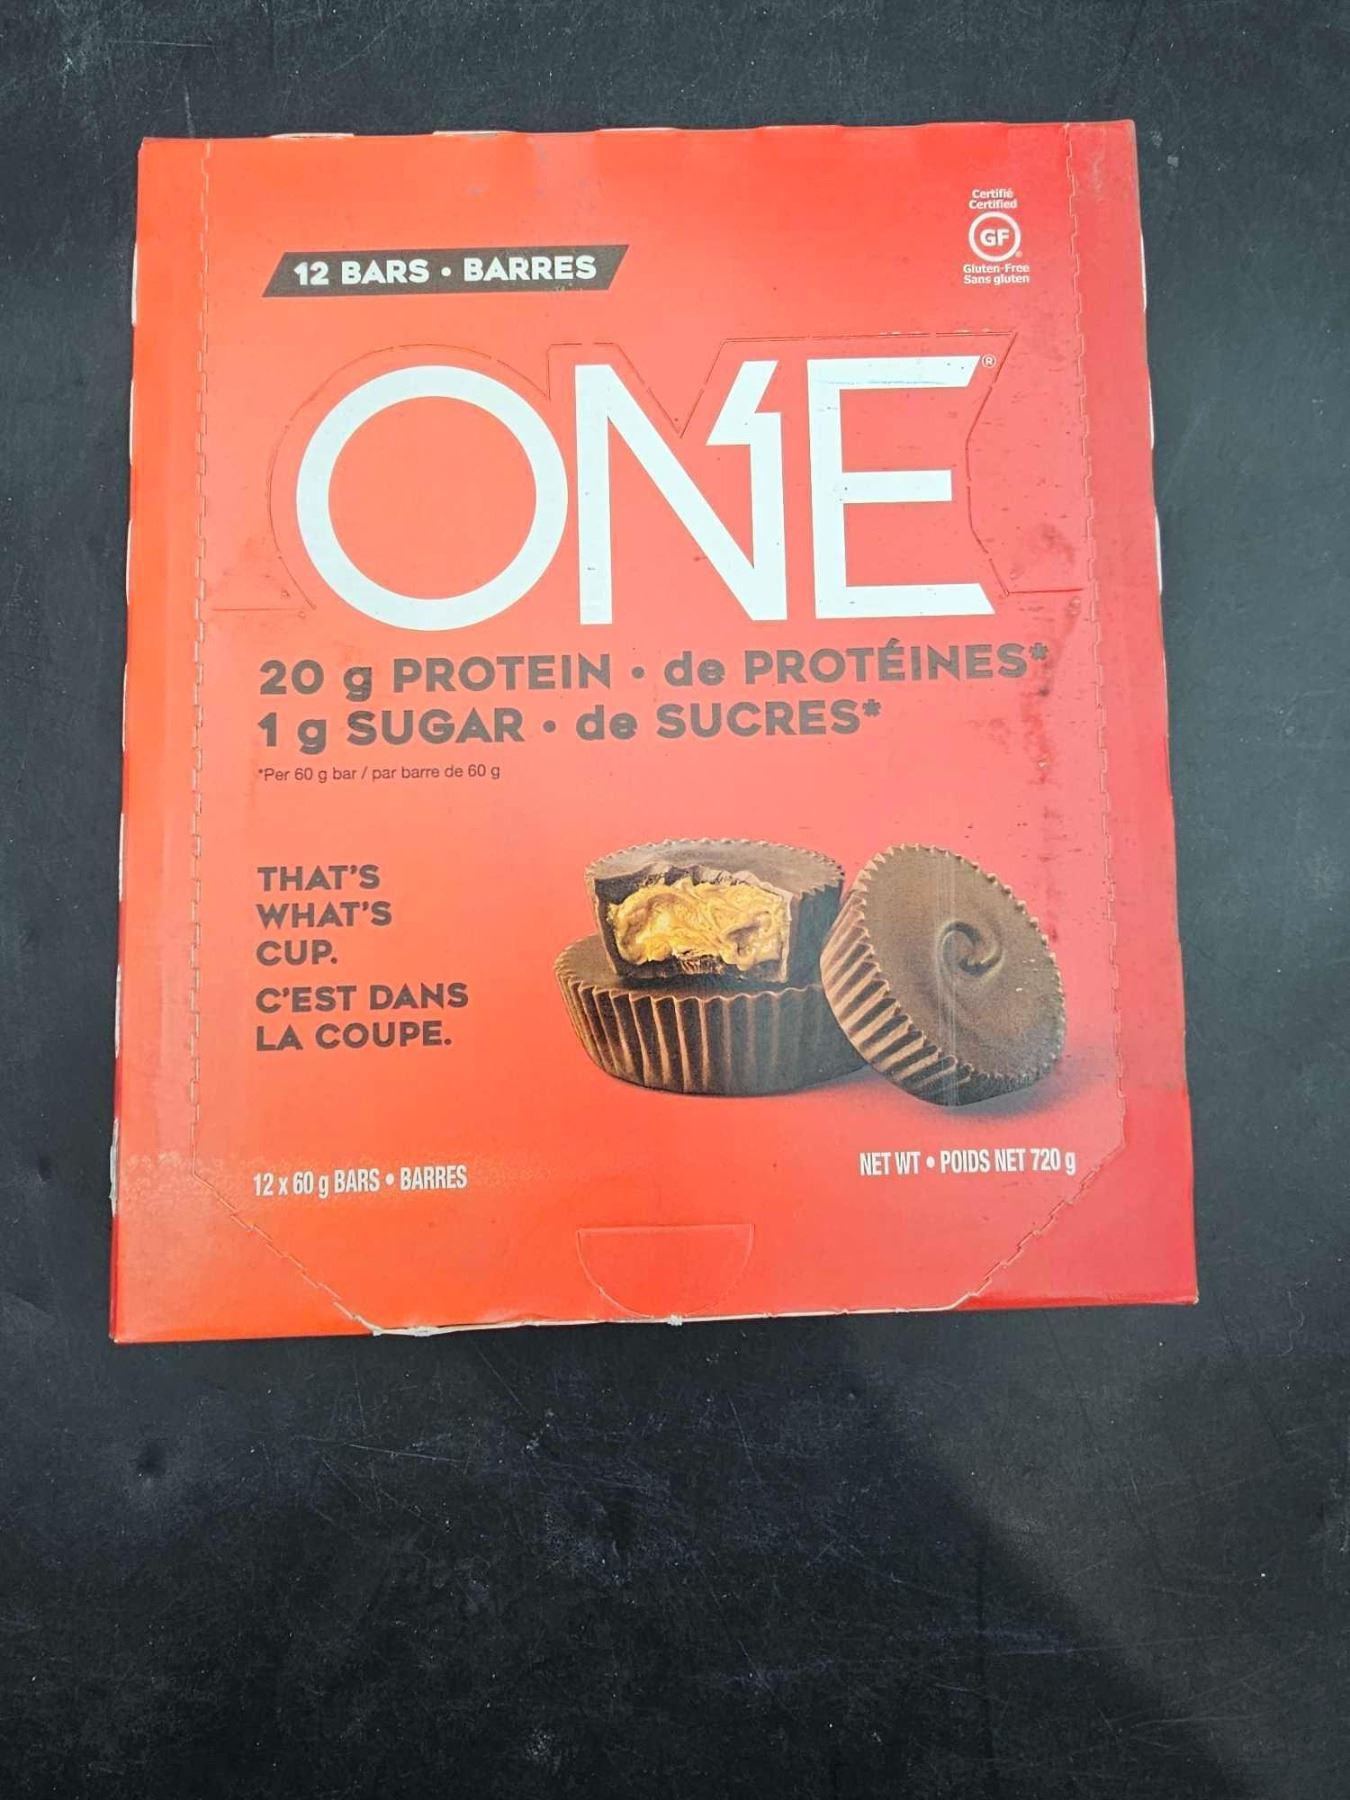 Certifié
Certified
GF
Gluten-Free
Sans gluten
12 BARS • BARRES
ONE®
20 g PROTEIN • de PROTÉINES*
1 g SUGAR • de SUCRES*
*Per 60 g bar / par barre de 60 g
THAT'S
WHAT'S
CUP.
C'EST DANS
LA COUPE.
12 x 60 g BARS • BARRES
NET WT • POIDS NET 720 g